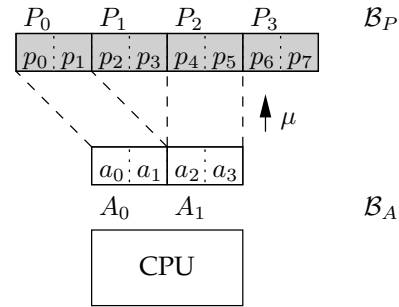 P₀ P₁ P₂ P₃ ℬ_P
p₀ p₁ p₂ p₃ p₄ p₅ p₆ p₇
μ
a₀ a₁ a₂ a₃
A₀ A₁ ℬ_A
CPU